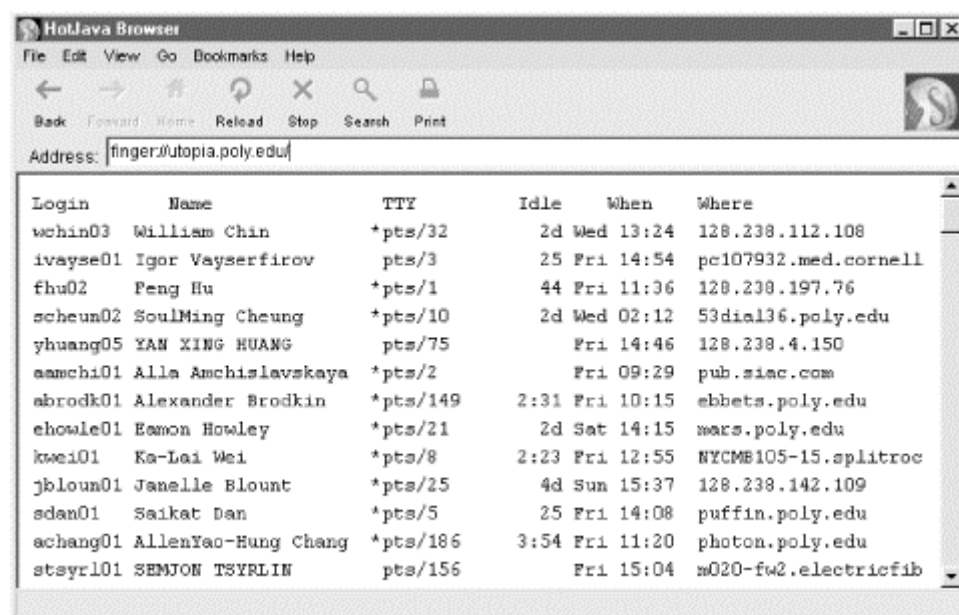 HotJava Browser
File Edit View Go Bookmarks Help
Back Forward Home Reload Stop Search Print
Address: finger://utopia.poly.edu/
Login Name TTY Idle When Where
wchin03 William Chin *pts/32 2d Wed 13:24 128.238.112.108
ivayse01 Igor Vayserfirov pts/3 25 Fri 14:54 pc107932.med.cornell
fhu02 Feng Hu *pts/1 44 Fri 11:36 128.238.197.76
scheun02 SoulMing Cheung *pts/10 2d Wed 02:12 53dial36.poly.edu
yhuang05 YAN XING HUANG pts/75 Fri 14:46 128.238.4.150
aamchi01 Alla Amchislavskaya *pts/2 Fri 09:29 pub.siac.com
abrodk01 Alexander Brodkin *pts/149 2:31 Fri 10:15 ebbets.poly.edu
ehowle01 Eamon Howley *pts/21 2d Sat 14:15 mars.poly.edu
kwei01 Ka-Lai Wei *pts/8 2:23 Fri 12:55 NYCMB105-15.splitroc
jbloun01 Janelle Blount *pts/25 4d Sun 15:37 128.238.142.109
sdan01 Saikat Dan *pts/5 25 Fri 14:08 puffin.poly.edu
achang01 AllenYao-Hung Chang *pts/186 3:54 Fri 11:20 photon.poly.edu
stsyrl01 SEMJON TSYRLIN pts/156 Fri 15:04 m020-fw2.electricfib